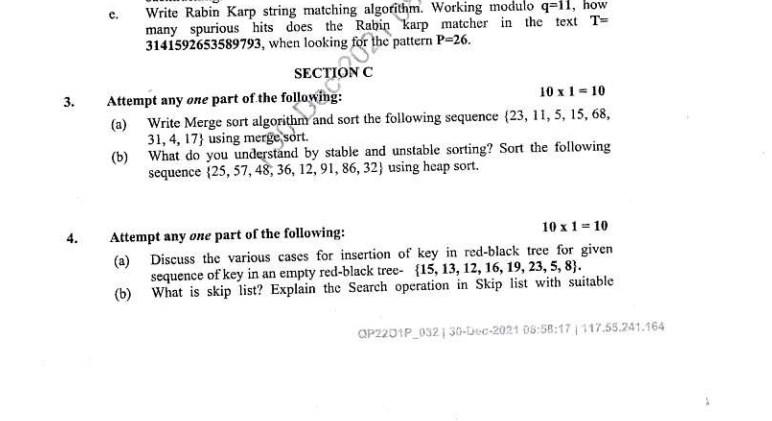 c. Write Rabin Karp string matching algorithm. Working modulo q=11, how
many spurious hits does the Rabin karp matcher in the text T=
3141592653589793, when looking for the pattern P=26.
SECTION C
3. Attempt any one part of the following: 10 x 1 = 10
(a) Write Merge sort algorithm and sort the following sequence {23, 11, 5, 15, 68,
31, 4, 17} using merge sort.
(b) What do you understand by stable and unstable sorting? Sort the following
sequence {25, 57, 48, 36, 12, 91, 86, 32} using heap sort.
4. Attempt any one part of the following: 10 x 1 = 10
(a) Discuss the various cases for insertion of key in red-black tree for given
sequence of key in an empty red-black tree- {15, 13, 12, 16, 19, 23, 5, 8}.
(b) What is skip list? Explain the Search operation in Skip list with suitable
QP22O1P_032 | 30-Dec-2021 08:58:17 | 117.55.241.164